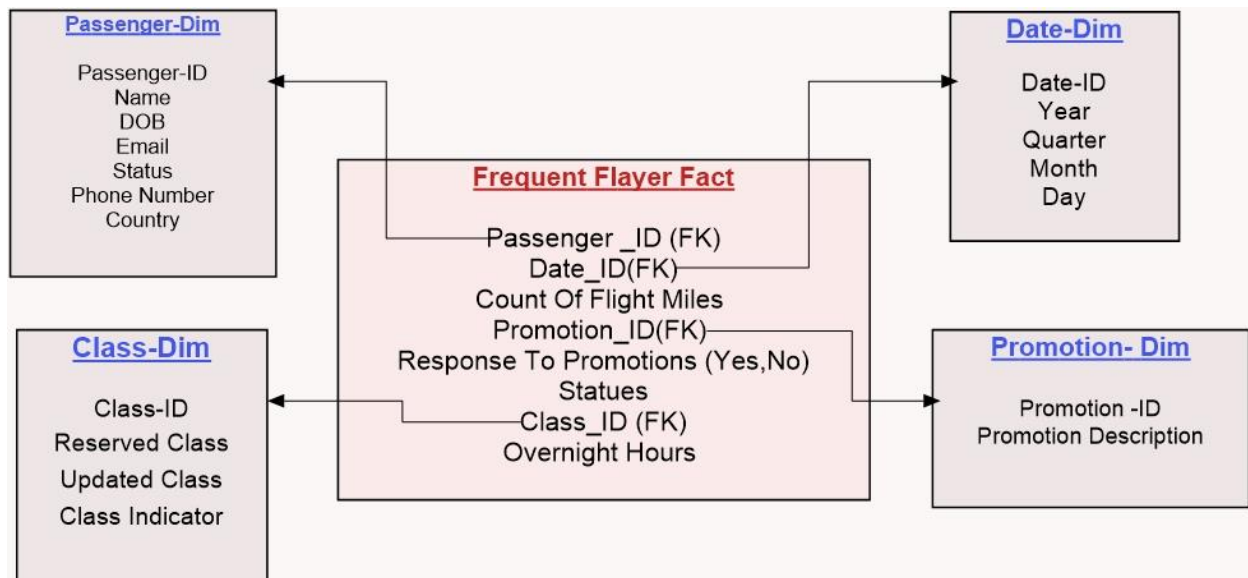 Passenger-Dim
Passenger-ID
Name
DOB
Email
Status
Phone Number
Country
Date-Dim
Date-ID
Year
Quarter
Month
Day
Frequent Flayer Fact
Passenger _ID (FK)
Date_ID(FK)
Count Of Flight Miles
Promotion_ID(FK)
Response To Promotions (Yes,No)
Statues
Class_ID (FK)
Overnight Hours
Class-Dim
Class-ID
Reserved Class
Updated Class
Class Indicator
Promotion- Dim
Promotion -ID
Promotion Description